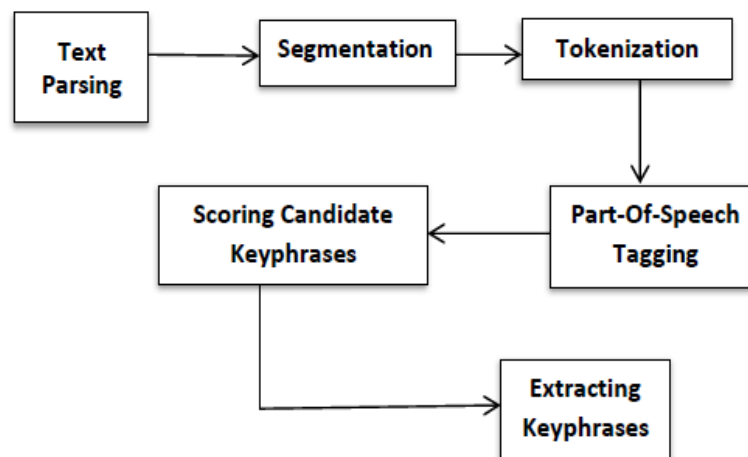 Text
Parsing
Segmentation
Tokenization
Part-Of-Speech
Tagging
Scoring Candidate
Keyphrases
Extracting
Keyphrases